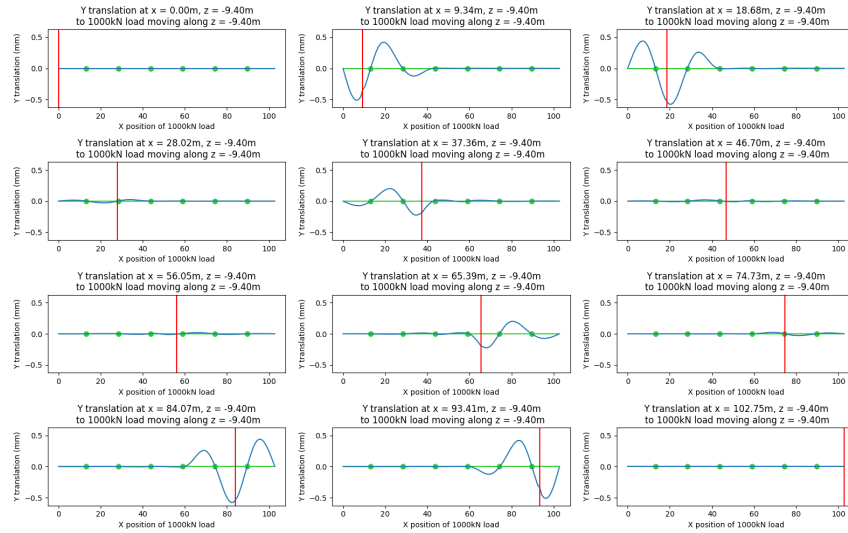 Y translation at x = 0.00m, z = -9.40m
to 1000kN load moving along z = -9.40m
Y translation (mm)
0.5
0.0
−0.5
0 20 40 60 80 100
X position of 1000kN load
Y translation at x = 9.34m, z = -9.40m
to 1000kN load moving along z = -9.40m
Y translation (mm)
0.5
0.0
−0.5
0 20 40 60 80 100
X position of 1000kN load
Y translation at x = 18.68m, z = -9.40m
to 1000kN load moving along z = -9.40m
Y translation (mm)
0.5
0.0
−0.5
0 20 40 60 80 100
X position of 1000kN load
Y translation at x = 28.02m, z = -9.40m
to 1000kN load moving along z = -9.40m
Y translation (mm)
0.5
0.0
−0.5
0 20 40 60 80 100
X position of 1000kN load
Y translation at x = 37.36m, z = -9.40m
to 1000kN load moving along z = -9.40m
Y translation (mm)
0.5
0.0
−0.5
0 20 40 60 80 100
X position of 1000kN load
Y translation at x = 46.70m, z = -9.40m
to 1000kN load moving along z = -9.40m
Y translation (mm)
0.5
0.0
−0.5
0 20 40 60 80 100
X position of 1000kN load
Y translation at x = 56.05m, z = -9.40m
to 1000kN load moving along z = -9.40m
Y translation (mm)
0.5
0.0
−0.5
0 20 40 60 80 100
X position of 1000kN load
Y translation at x = 65.39m, z = -9.40m
to 1000kN load moving along z = -9.40m
Y translation (mm)
0.5
0.0
−0.5
0 20 40 60 80 100
X position of 1000kN load
Y translation at x = 74.73m, z = -9.40m
to 1000kN load moving along z = -9.40m
Y translation (mm)
0.5
0.0
−0.5
0 20 40 60 80 100
X position of 1000kN load
Y translation at x = 84.07m, z = -9.40m
to 1000kN load moving along z = -9.40m
Y translation (mm)
0.5
0.0
−0.5
0 20 40 60 80 100
X position of 1000kN load
Y translation at x = 93.41m, z = -9.40m
to 1000kN load moving along z = -9.40m
Y translation (mm)
0.5
0.0
−0.5
0 20 40 60 80 100
X position of 1000kN load
Y translation at x = 102.75m, z = -9.40m
to 1000kN load moving along z = -9.40m
Y translation (mm)
0.5
0.0
−0.5
0 20 40 60 80 100
X position of 1000kN load